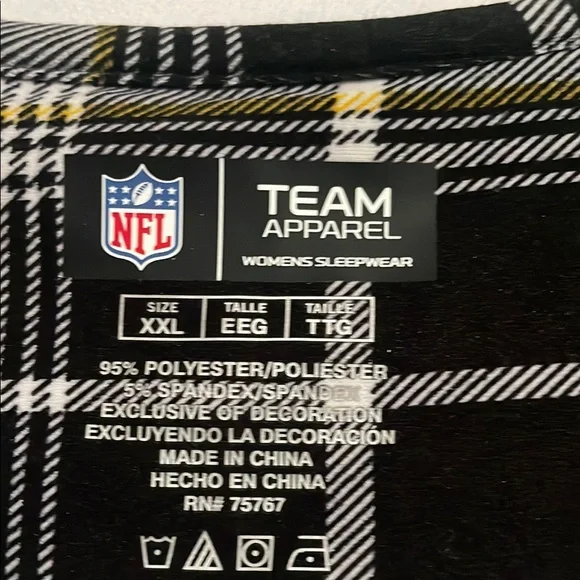 NFL
TEAM
APPAREL
WOMENS SLEEPWEAR
SIZE TALLE TAILLE
XXL EEG TTG
95% POLYESTER/POLIESTER
5% SPANDEX/SPANDEX
EXCLUSIVE OF DECORATION
EXCLUYENDO LA DECORACIÓN
MADE IN CHINA
HECHO EN CHINA
RN# 75767